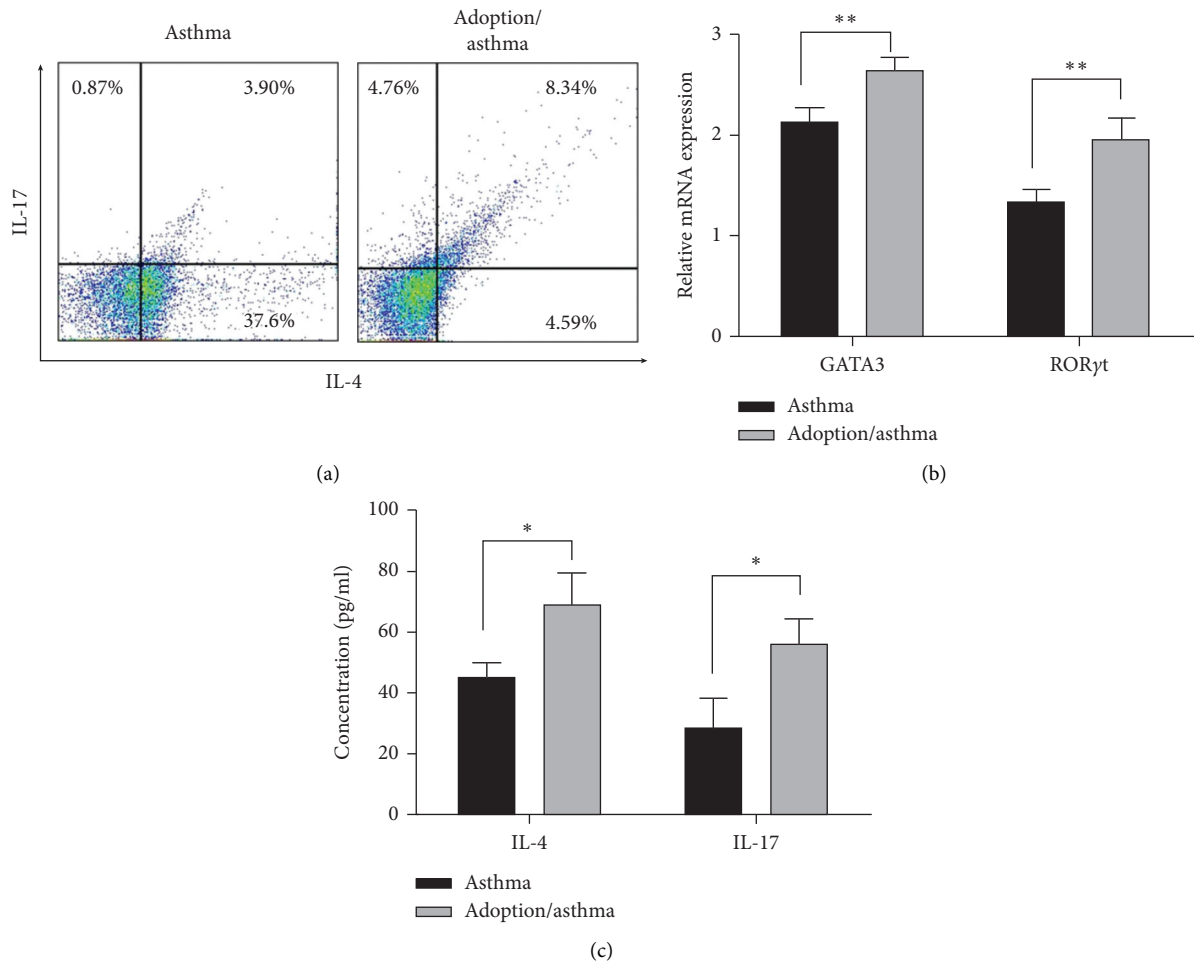 Asthma
Adoption/
asthma
0.87%
3.90%
37.6%
4.76%
8.34%
4.59%
IL-17
IL-4
(a)
Relative mRNA expression
3
2
1
0
**
**
GATA3
RORγt
Asthma
Adoption/asthma
(b)
Concentration (pg/ml)
100
80
60
40
20
0
*
*
IL-4
IL-17
Asthma
Adoption/asthma
(c)